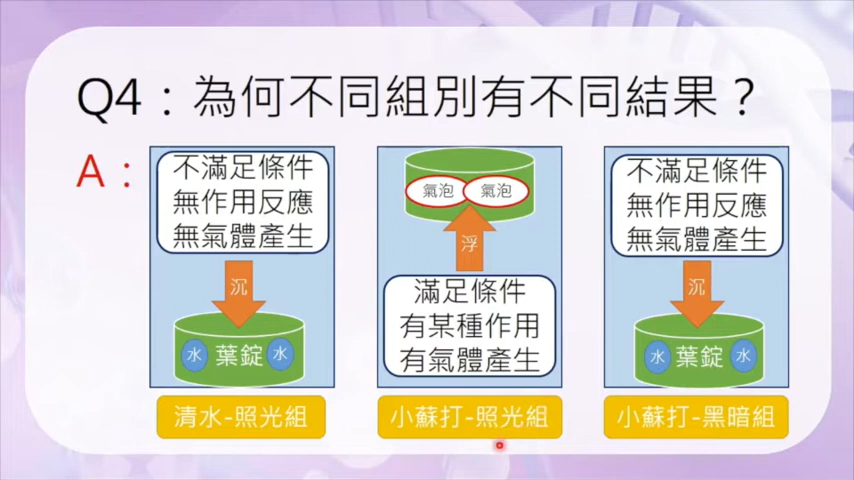 Q4：為何不同組別有不同結果？
A：
不滿足條件
無作用反應
無氣體產生
沉
水 葉錠 水
清水-照光組
氣泡 氣泡
浮
滿足條件
有某種作用
有氣體產生
小蘇打-照光組
不滿足條件
無作用反應
無氣體產生
沉
水 葉錠 水
小蘇打-黑暗組